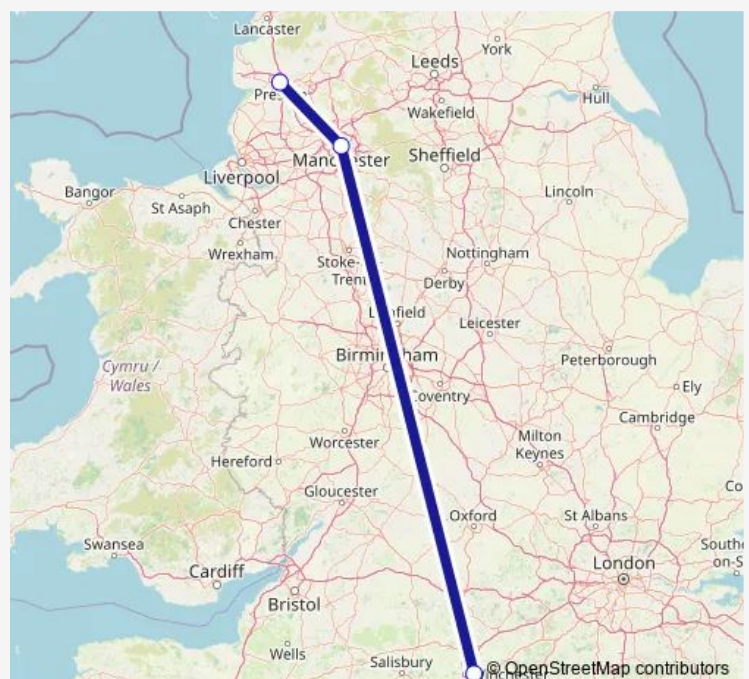 Lancaster
York
Leeds
Wakefield
Hull
Manchester
Sheffield
Liverpool
Bangor
St Asaph
Lincoln
Chester
Wrexham
Nottingham
Stoke-
Trent
Derby
Leicester
Birmingham
Peterborough
Cymru /
Wales
Ely
Coventry
Cambridge
Worcester
Milton
Keynes
Hereford
Gloucester
Oxford
St Albans
Swansea
Cardiff
London
Bristol
Wells
Salisbury
© OpenStreetMap contributors